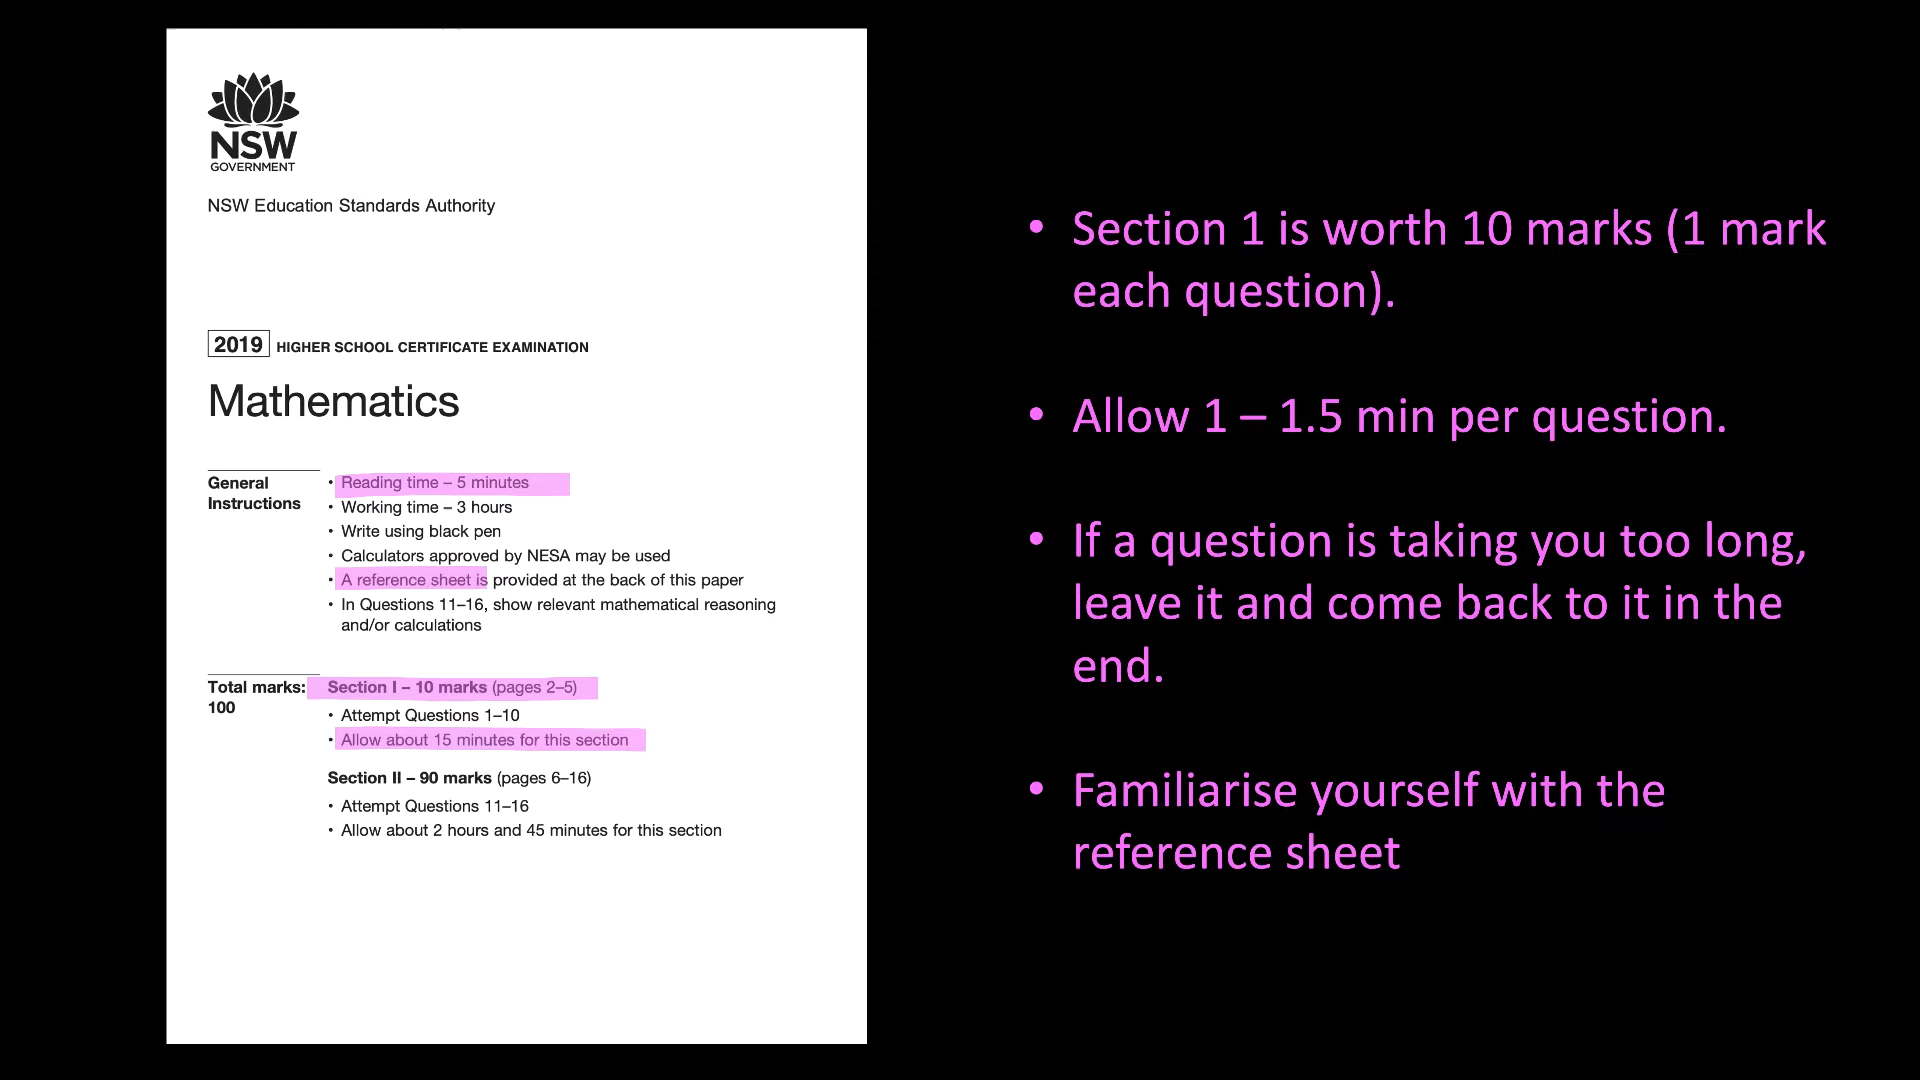 NSW
GOVERNMENT
NSW Education Standards Authority
2019 HIGHER SCHOOL CERTIFICATE EXAMINATION
Mathematics
General
Instructions
• Reading time – 5 minutes
• Working time – 3 hours
• Write using black pen
• Calculators approved by NESA may be used
• A reference sheet is provided at the back of this paper
• In Questions 11–16, show relevant mathematical reasoning
and/or calculations
Total marks:
100
Section I – 10 marks (pages 2–5)
• Attempt Questions 1–10
• Allow about 15 minutes for this section
Section II – 90 marks (pages 6–16)
• Attempt Questions 11–16
• Allow about 2 hours and 45 minutes for this section
• Section 1 is worth 10 marks (1 mark
each question).
• Allow 1 – 1.5 min per question.
• If a question is taking you too long,
leave it and come back to it in the
end.
• Familiarise yourself with the
reference sheet